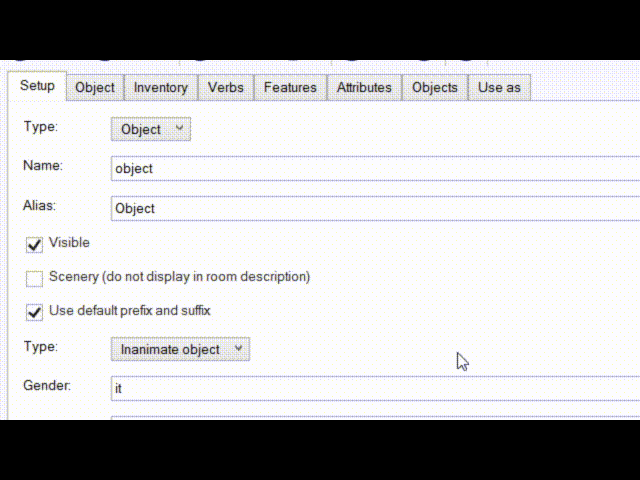 Setup Object Inventory Verbs Features Attributes Objects Use as
Type: Object
Name: object
Alias: Object
Visible
Scenery (do not display in room description)
Use default prefix and suffix
Type: Inanimate object
Gender: it